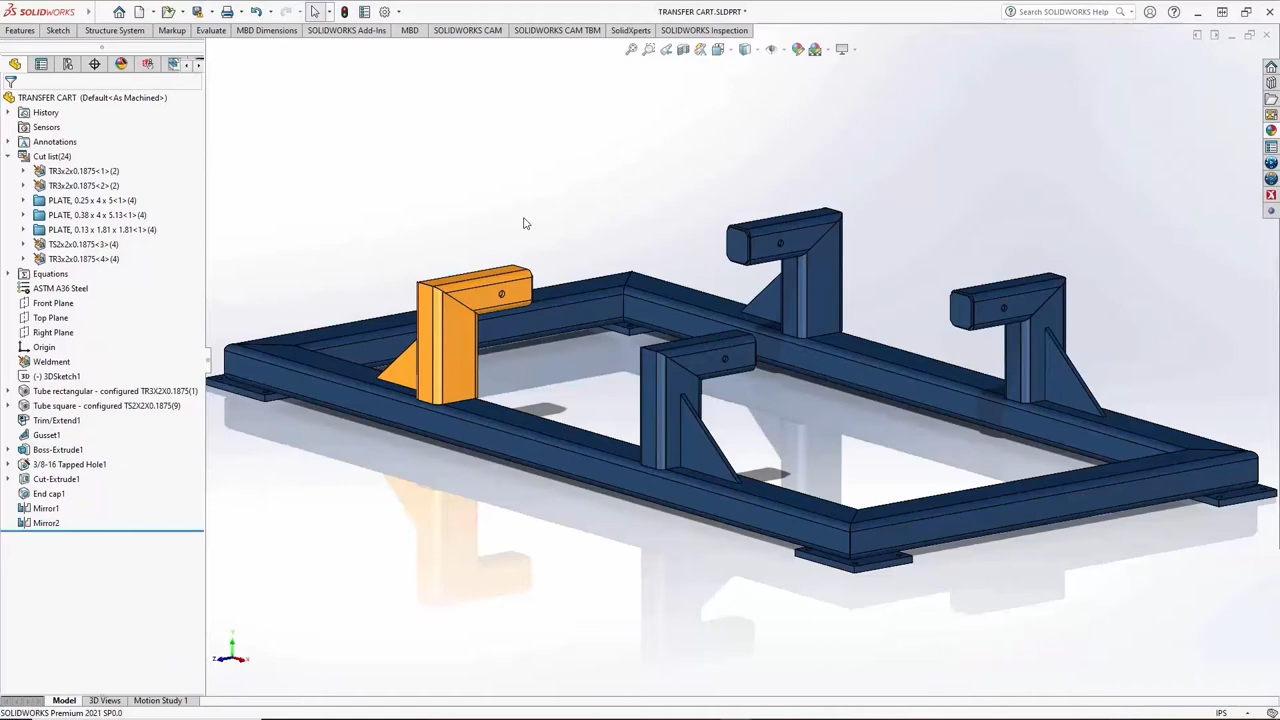 SOLIDWORKS
TRANSFER CART.SLDPRT *
Search SOLIDWORKS Help
Features
Sketch
Structure System
Markup
Evaluate
MBD Dimensions
SOLIDWORKS Add-Ins
MBD
SOLIDWORKS CAM
SOLIDWORKS CAM TBM
SolidXperts
SOLIDWORKS Inspection
TRANSFER CART (Default<As Machined>)
History
Sensors
Annotations
Cut list(24)
TR3x2x0.1875<1>(2)
TR3x2x0.1875<2>(2)
PLATE, 0.25 x 4 x 5<1>(4)
PLATE, 0.38 x 4 x 5.13<1>(4)
PLATE, 0.13 x 1.81 x 1.81<1>(4)
TS2x2x0.1875<3>(4)
TR3x2x0.1875<4>(4)
Equations
ASTM A36 Steel
Front Plane
Top Plane
Right Plane
Origin
Weldment
(-) 3DSketch1
Tube rectangular - configured TR3X2X0.1875(1)
Tube square - configured TS2X2X0.1875(9)
Trim/Extend1
Gusset1
Boss-Extrude1
3/8-16 Tapped Hole1
Cut-Extrude1
End cap1
Mirror1
Mirror2
Model
3D Views
Motion Study 1
SOLIDWORKS Premium 2021 SP0.0
IPS